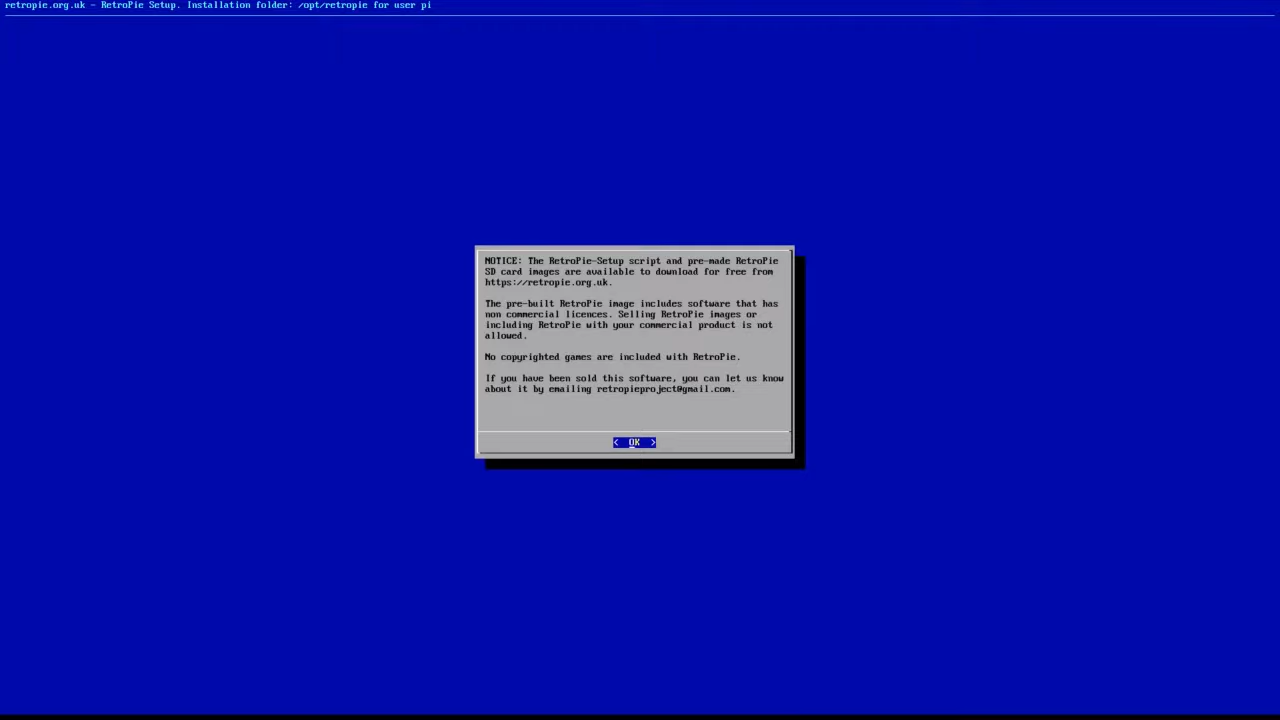 retropie.org.uk - RetroPie Setup. Installation folder: /opt/retropie for user pi
NOTICE: The RetroPie-Setup script and pre-made RetroPie
SD card images are available to download for free from
https://retropie.org.uk.
The pre-built RetroPie image includes software that has
non commercial licences. Selling RetroPie images or
including RetroPie with your commercial product is not
allowed.
No copyrighted games are included with RetroPie.
If you have been sold this software, you can let us know
about it by emailing retropieproject@gmail.com.
< OK >